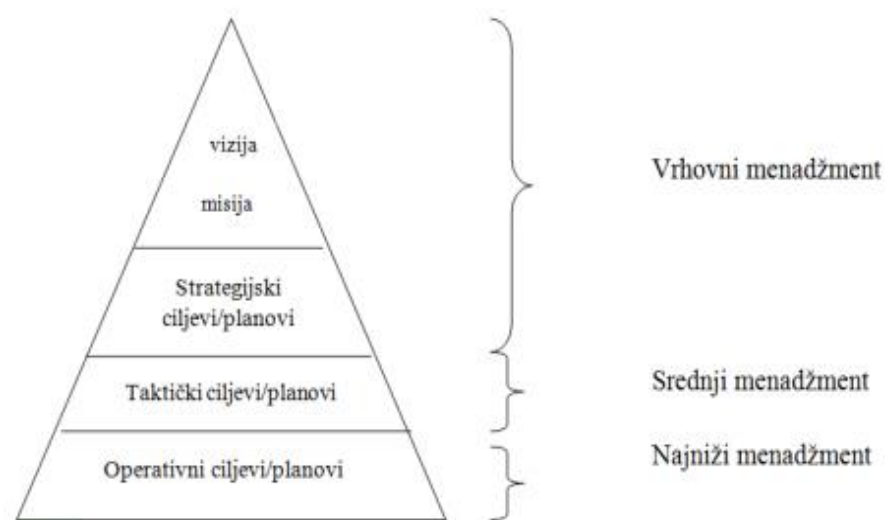 vizija
misija
Strategijski
ciljevi/planovi
Taktički ciljevi/planovi
Operativni ciljevi/planovi
Vrhovni menadžment
Srednji menadžment
Najniži menadžment